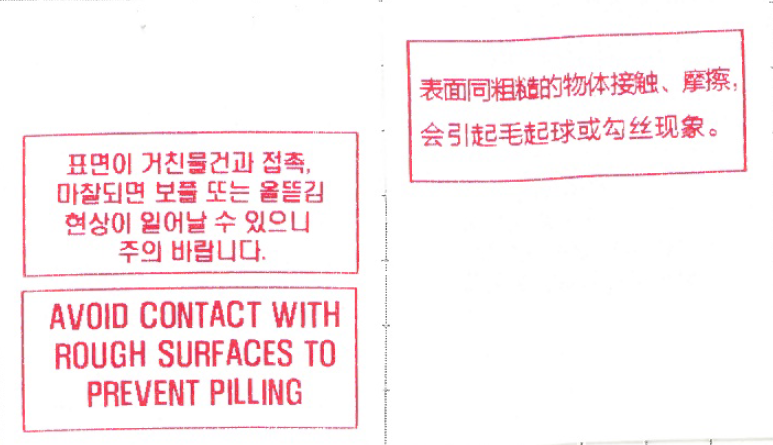 표면이 거친물건과 접촉,
마찰되면 보풀 또는 올뜯김
현상이 일어날 수 있으니
주의 바랍니다.
AVOID CONTACT WITH
ROUGH SURFACES TO
PREVENT PILLING
表面同粗糙的物体接触、摩擦,
会引起毛起球或勾丝现象。